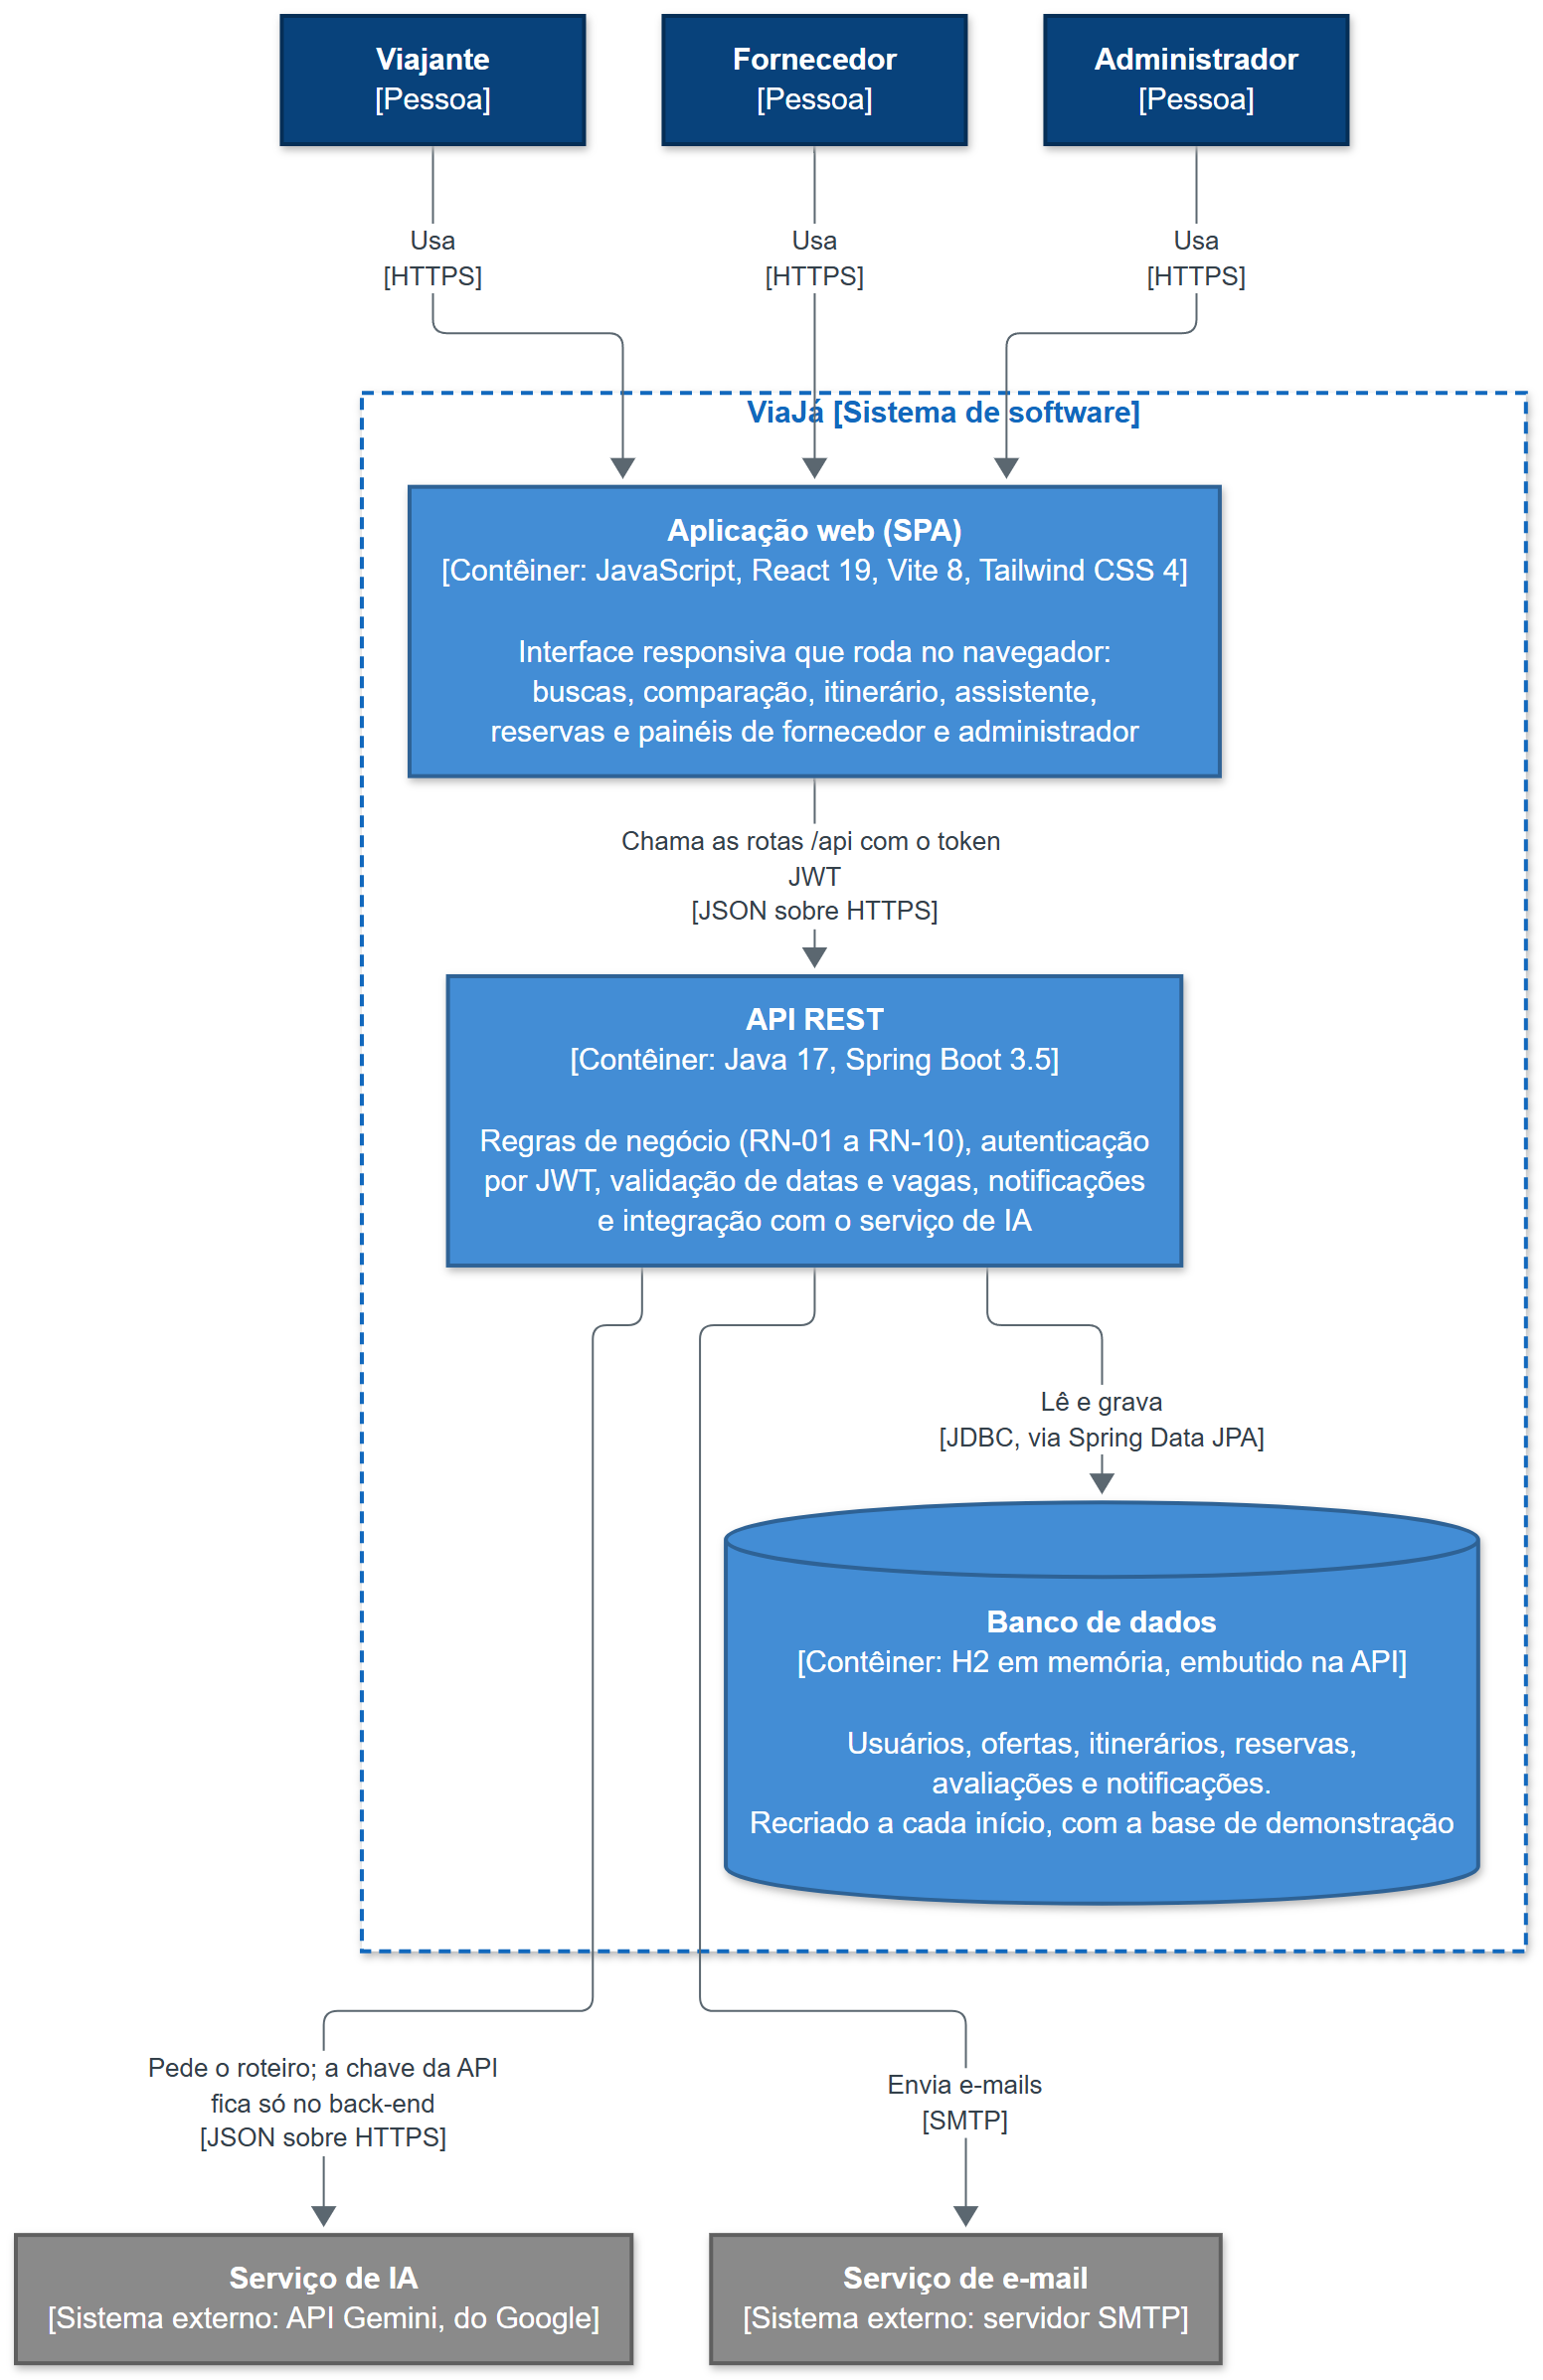 Viajante
[Pessoa]
Fornecedor
[Pessoa]
Administrador
[Pessoa]
Usa
[HTTPS]
Usa
[HTTPS]
Usa
[HTTPS]
ViaJá [Sistema de software]
Aplicação web (SPA)
[Contêiner: JavaScript, React 19, Vite 8, Tailwind CSS 4]
Interface responsiva que roda no navegador:
buscas, comparação, itinerário, assistente,
reservas e painéis de fornecedor e administrador
Chama as rotas /api com o token
JWT
[JSON sobre HTTPS]
API REST
[Contêiner: Java 17, Spring Boot 3.5]
Regras de negócio (RN-01 a RN-10), autenticação
por JWT, validação de datas e vagas, notificações
e integração com o serviço de IA
Lê e grava
[JDBC, via Spring Data JPA]
Banco de dados
[Contêiner: H2 em memória, embutido na API]
Usuários, ofertas, itinerários, reservas,
avaliações e notificações.
Recriado a cada início, com a base de demonstração
Pede o roteiro; a chave da API
fica só no back-end
[JSON sobre HTTPS]
Envia e-mails
[SMTP]
Serviço de IA
[Sistema externo: API Gemini, do Google]
Serviço de e-mail
[Sistema externo: servidor SMTP]